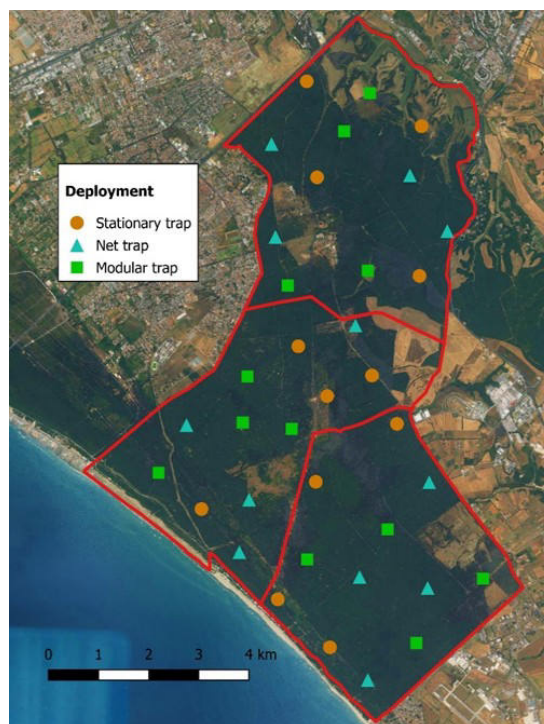 Deployment
Stationary trap
Net trap
Modular trap
0 1 2 3 4 km